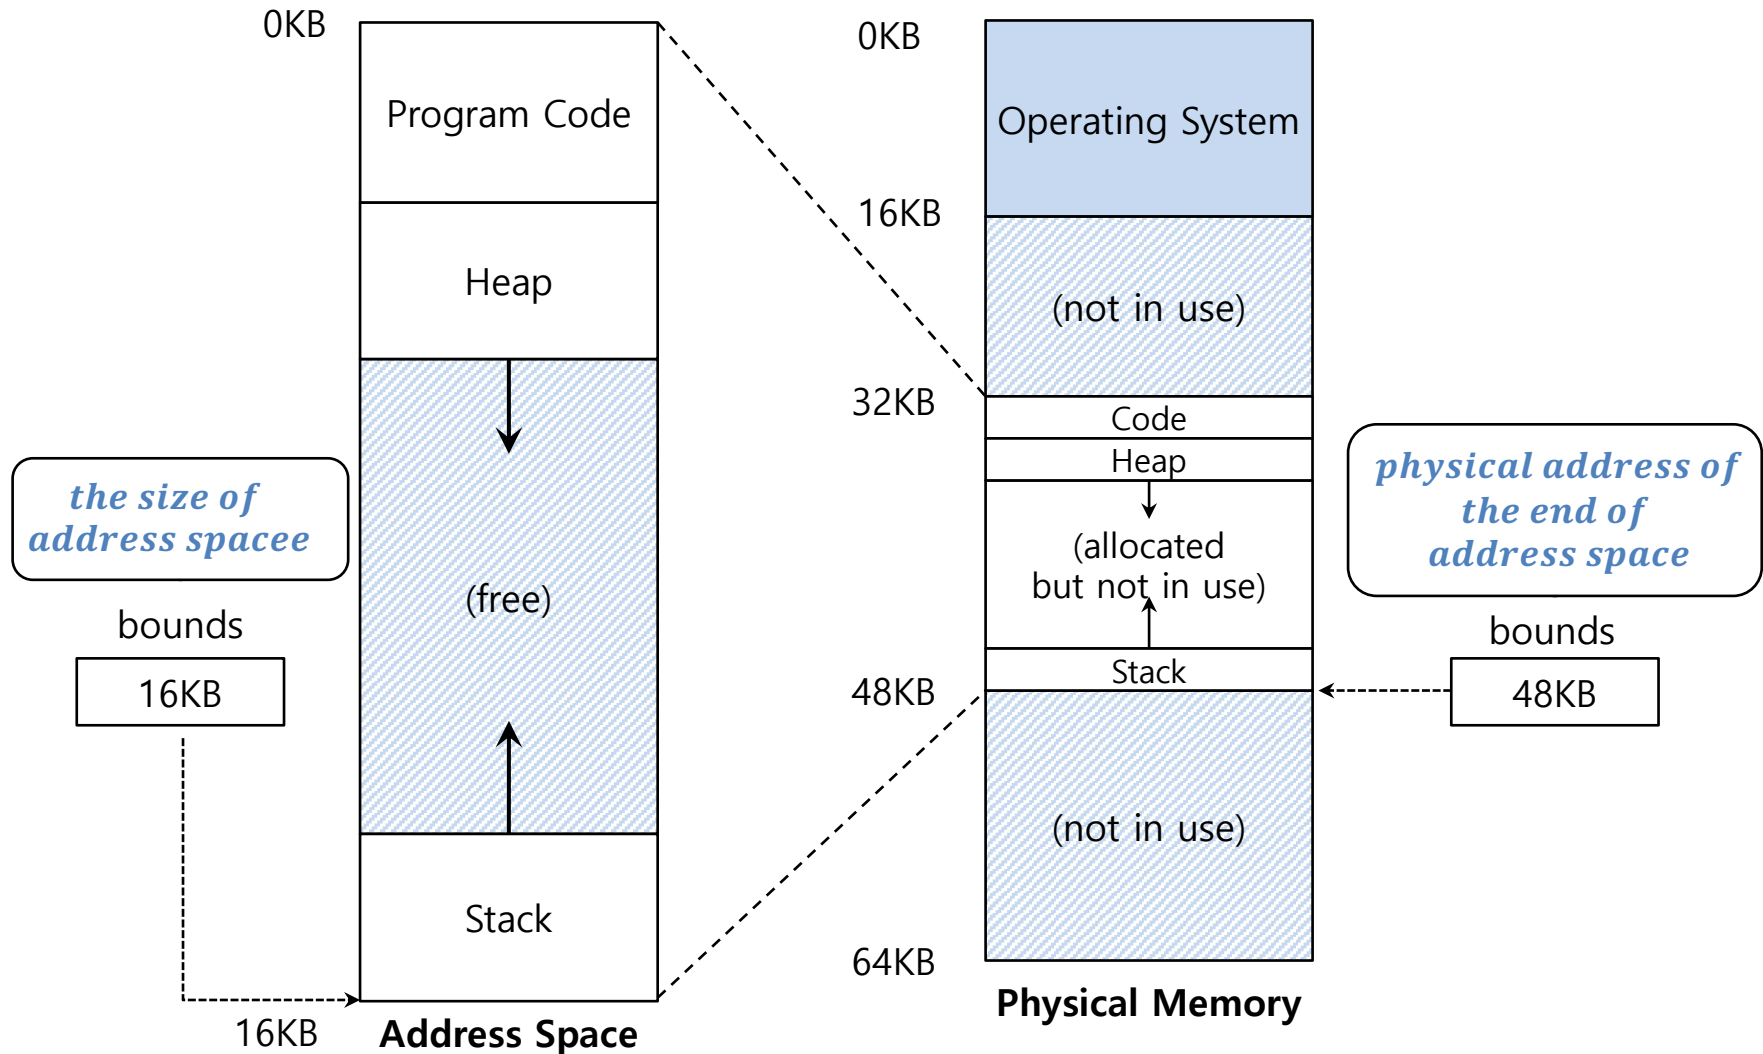 0KB
Program Code
Heap
(free)
Stack
16KB
Address Space
the size of
address spacee
bounds
16KB
0KB
Operating System
16KB
(not in use)
32KB
Code
Heap
(allocated
but not in use)
Stack
48KB
(not in use)
64KB
Physical Memory
physical address of
the end of
address space
bounds
48KB